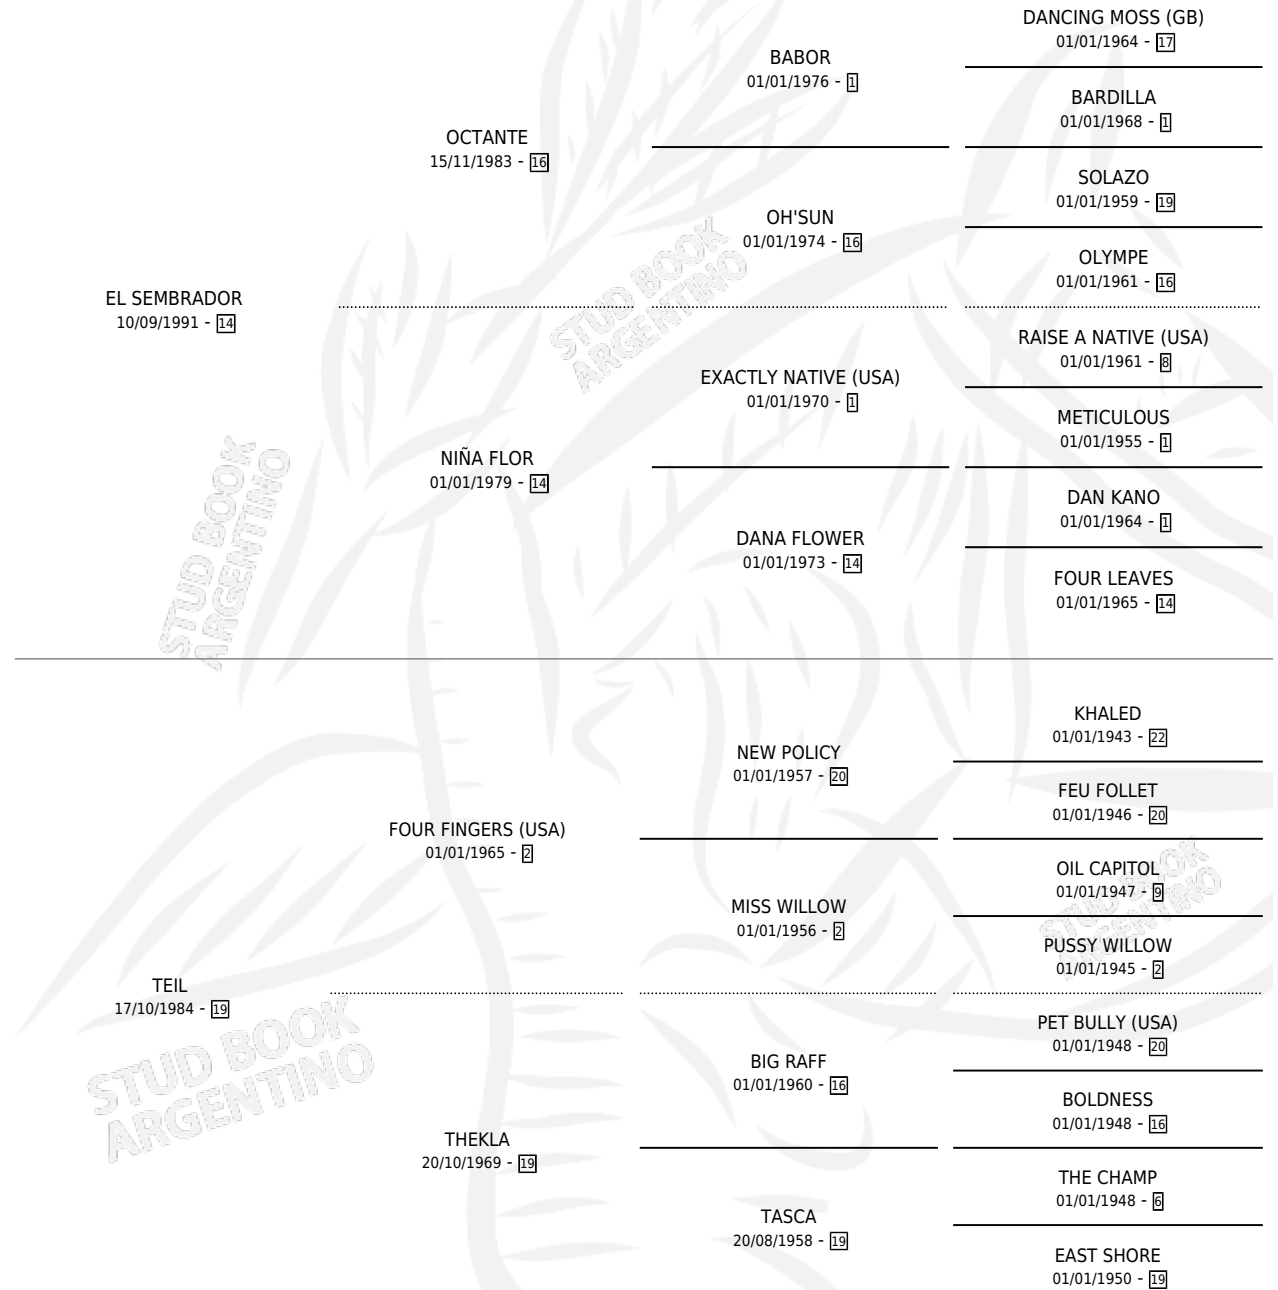 DANCING MOSS (GB)
01/01/1964 - 17
BABOR
01/01/1976 - 1
BARDILLA
01/01/1968 - 1
OCTANTE
15/11/1983 - 16
SOLAZO
01/01/1959 - 19
OH'SUN
01/01/1974 - 16
OLYMPE
01/01/1961 - 16
EL SEMBRADOR
10/09/1991 - 14
RAISE A NATIVE (USA)
01/01/1961 - 8
EXACTLY NATIVE (USA)
01/01/1970 - 1
METICULOUS
01/01/1955 - 1
NIÑA FLOR
01/01/1979 - 14
DAN KANO
01/01/1964 - 1
DANA FLOWER
01/01/1973 - 14
FOUR LEAVES
01/01/1965 - 14
STUD BOOK
ARGENTINO
STUD BOOK
ARGENTINO
KHALED
01/01/1943 - 22
NEW POLICY
01/01/1957 - 20
FEU FOLLET
01/01/1946 - 20
FOUR FINGERS (USA)
01/01/1965 - 2
OIL CAPITOL
01/01/1947 - 9
MISS WILLOW
01/01/1956 - 2
PUSSY WILLOW
01/01/1945 - 2
TEIL
17/10/1984 - 19
PET BULLY (USA)
01/01/1948 - 20
BIG RAFF
01/01/1960 - 16
BOLDNESS
01/01/1948 - 16
THEKLA
20/10/1969 - 19
THE CHAMP
01/01/1948 - 6
TASCA
20/08/1958 - 19
EAST SHORE
01/01/1950 - 19
STUD BOOK
ARGENTINO
STUD BOOK
ARGENTINO